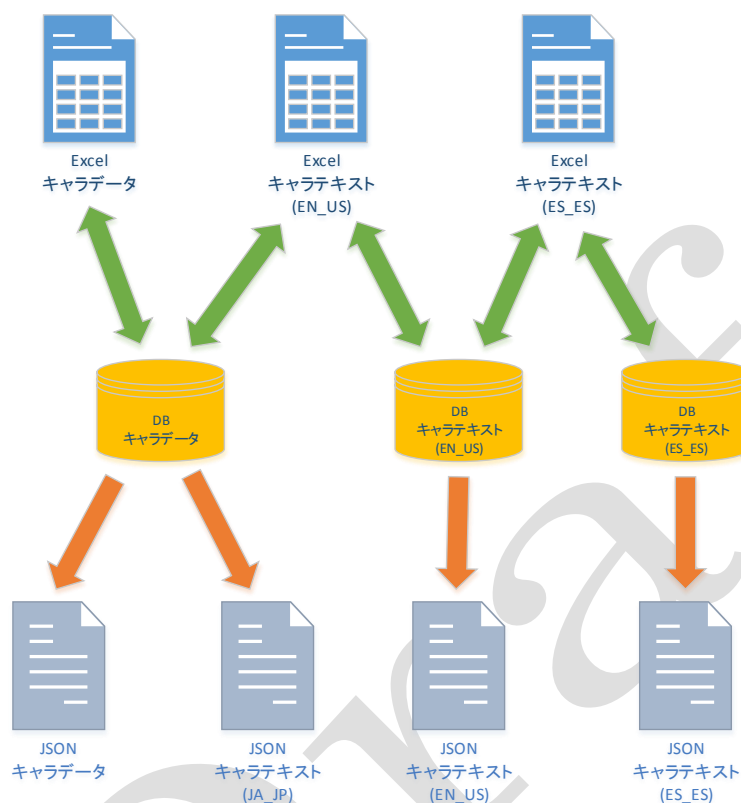 Excel
キャラデータ
Excel
キャラテキスト
(EN_US)
Excel
キャラテキスト
(ES_ES)
DB
キャラデータ
DB
キャラテキスト
(EN_US)
DB
キャラテキスト
(ES_ES)
JSON
キャラデータ
JSON
キャラテキスト
(JA_JP)
JSON
キャラテキスト
(EN_US)
JSON
キャラテキスト
(ES_ES)